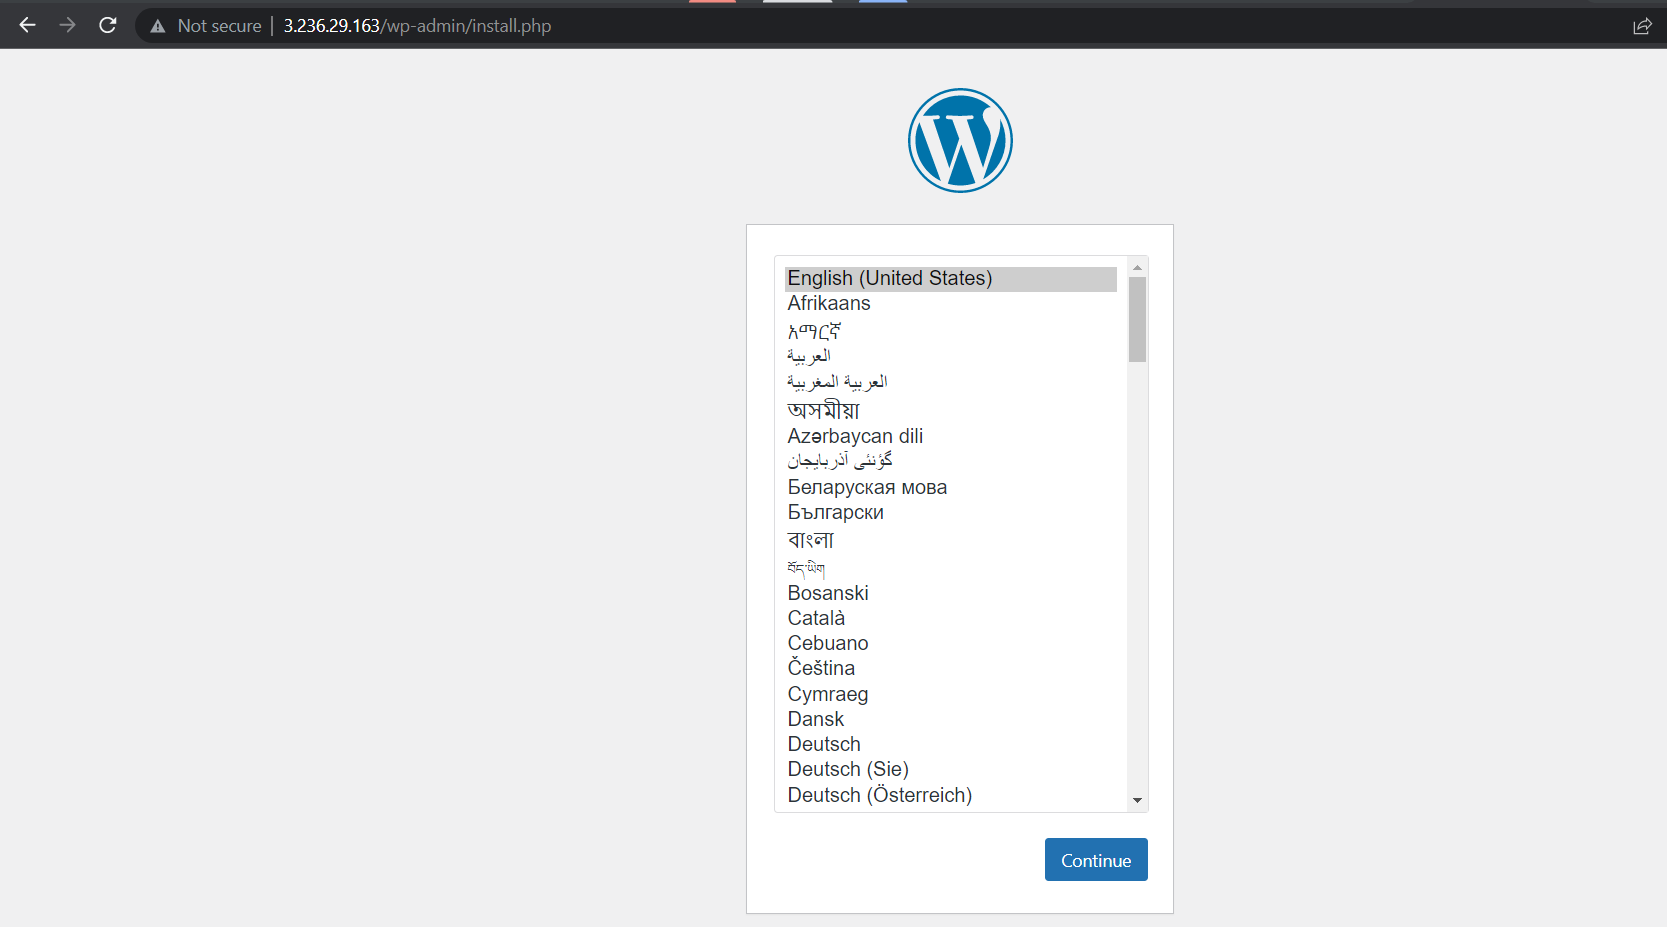 Not secure | 3.236.29.163/wp-admin/install.php
English (United States)
Afrikaans
አማርኛ
العربية
العربية المغربية
অসমীয়া
Azərbaycan dili
گؤنئی آذربایجان
Беларуская мова
Български
বাংলা
བོད་ཡིག
Bosanski
Català
Cebuano
Čeština
Cymraeg
Dansk
Deutsch
Deutsch (Sie)
Deutsch (Österreich)
Continue